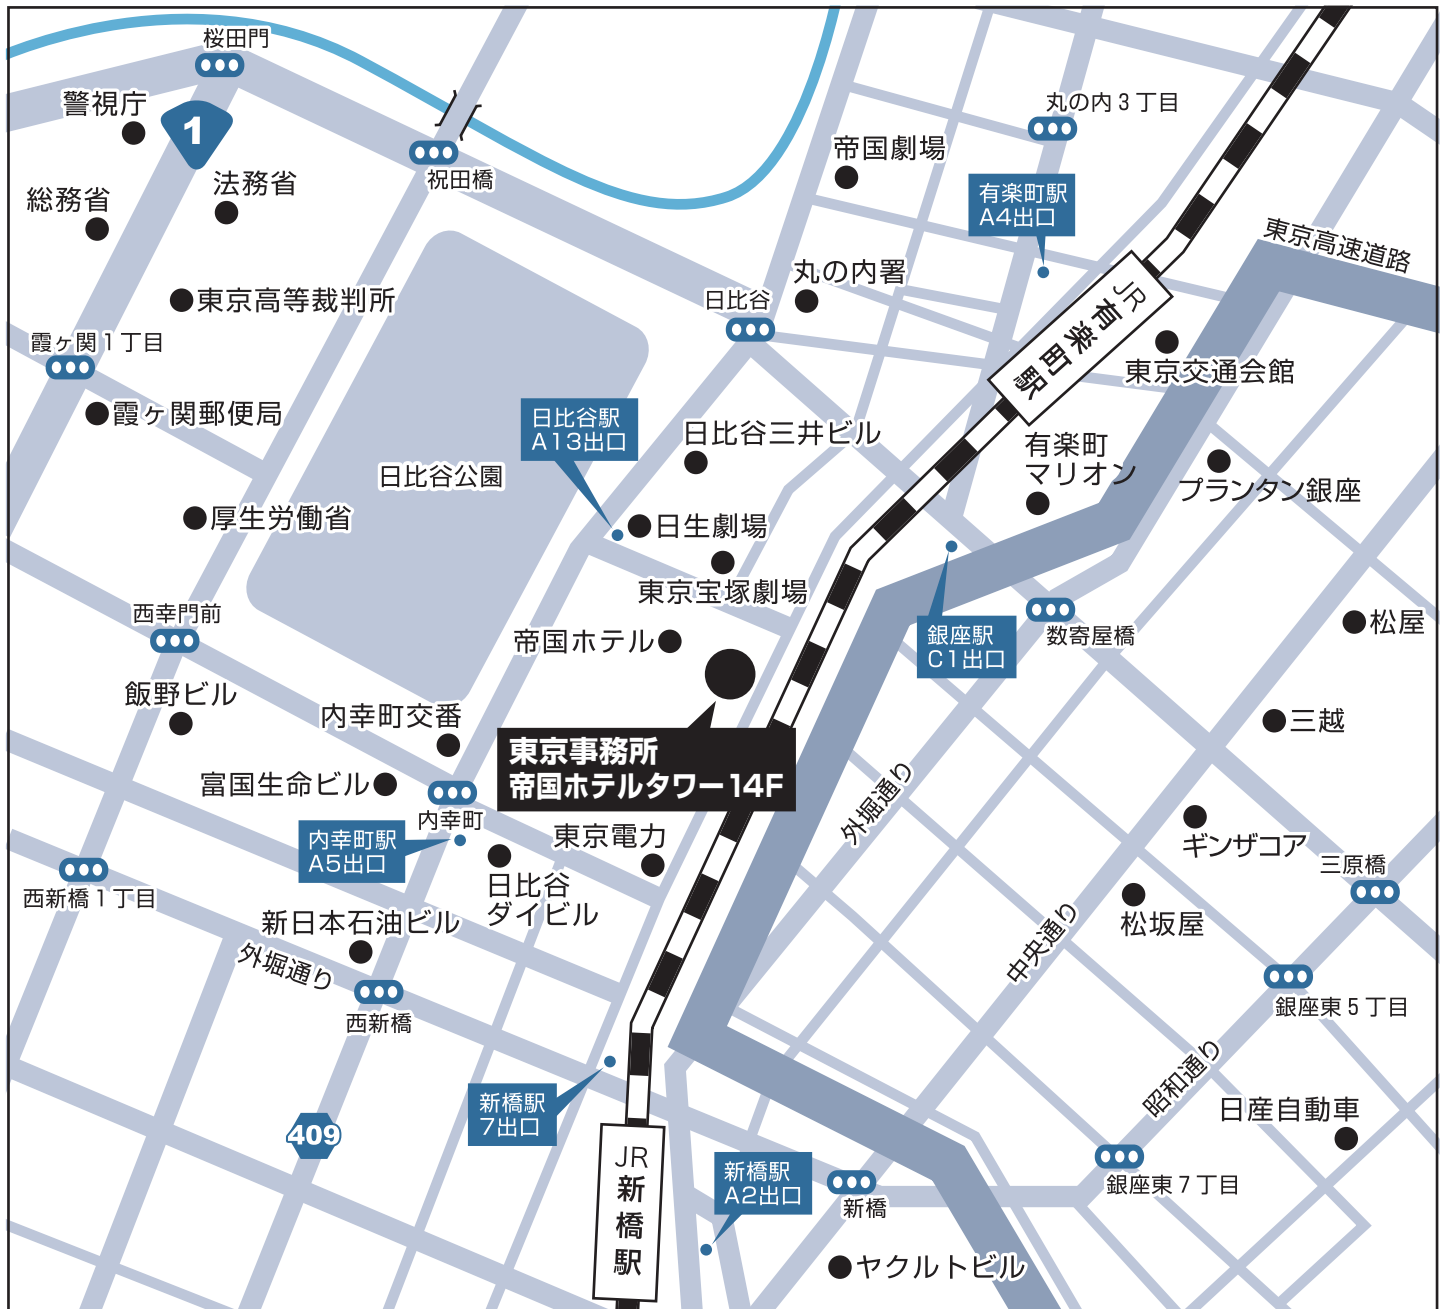 桜田門
警視庁
1
総務省
法務省
祝田橋
丸の内3丁目
帝国劇場
有楽町駅
A4出口
東京高速道路
東京高等裁判所
丸の内署
日比谷
JR
有楽町駅
霞ヶ関1丁目
霞ヶ関郵便局
東京交通会館
日比谷駅
A13出口
日比谷三井ビル
有楽町
マリオン
日比谷公園
プランタン銀座
厚生労働省
日生劇場
東京宝塚劇場
西幸門前
帝国ホテル
銀座駅
C1出口
数寄屋橋
松屋
飯野ビル
内幸町交番
三越
東京事務所
帝国ホテルタワー14F
富国生命ビル
内幸町
外堀通り
内幸町駅
A5出口
東京電力
ギンザコア
三原橋
西新橋1丁目
日比谷
ダイビル
新日本石油ビル
松坂屋
中央通り
外堀通り
西新橋
銀座東5丁目
新橋駅
7出口
昭和通り
日産自動車
409
JR
新橋駅
新橋駅
A2出口
新橋
銀座東7丁目
ヤクルトビル